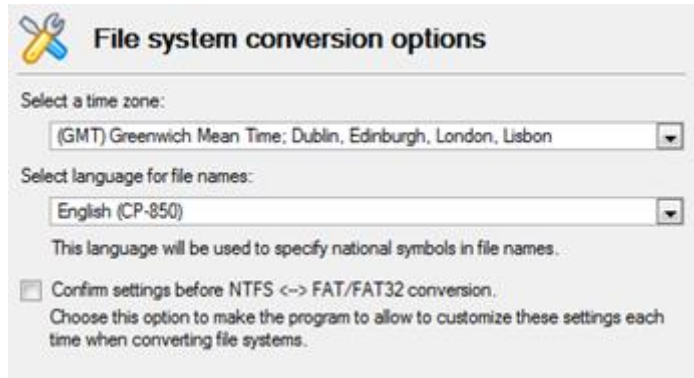 File system conversion options
Select a time zone:
(GMT) Greenwich Mean Time; Dublin, Edinburgh, London, Lisbon
Select language for file names:
English (CP-850)
This language will be used to specify national symbols in file names.
Confirm settings before NTFS <--> FAT/FAT32 conversion.
Choose this option to make the program to allow to customize these settings each
time when converting file systems.